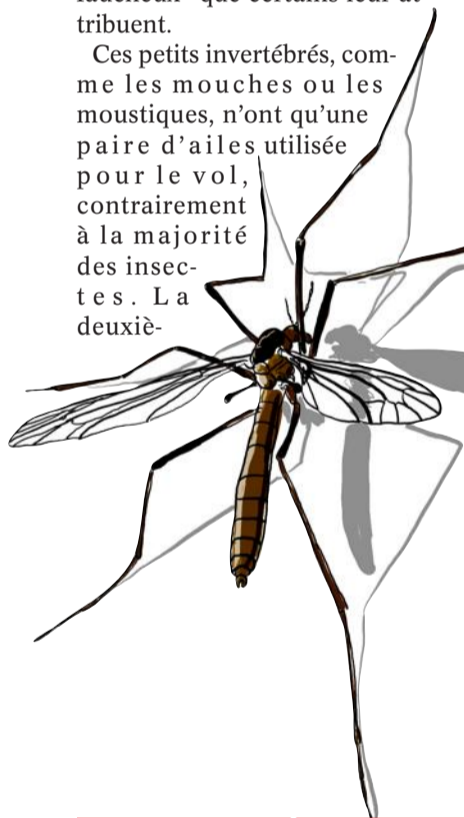 tribuent.
Ces petits invertébrés, com-
me les mouches ou les
moustiques, n'ont qu'une
paire d'ailes utilisée
pour le vol,
contrairement
à la majorité
des insec-
tes. La
deuxiè-